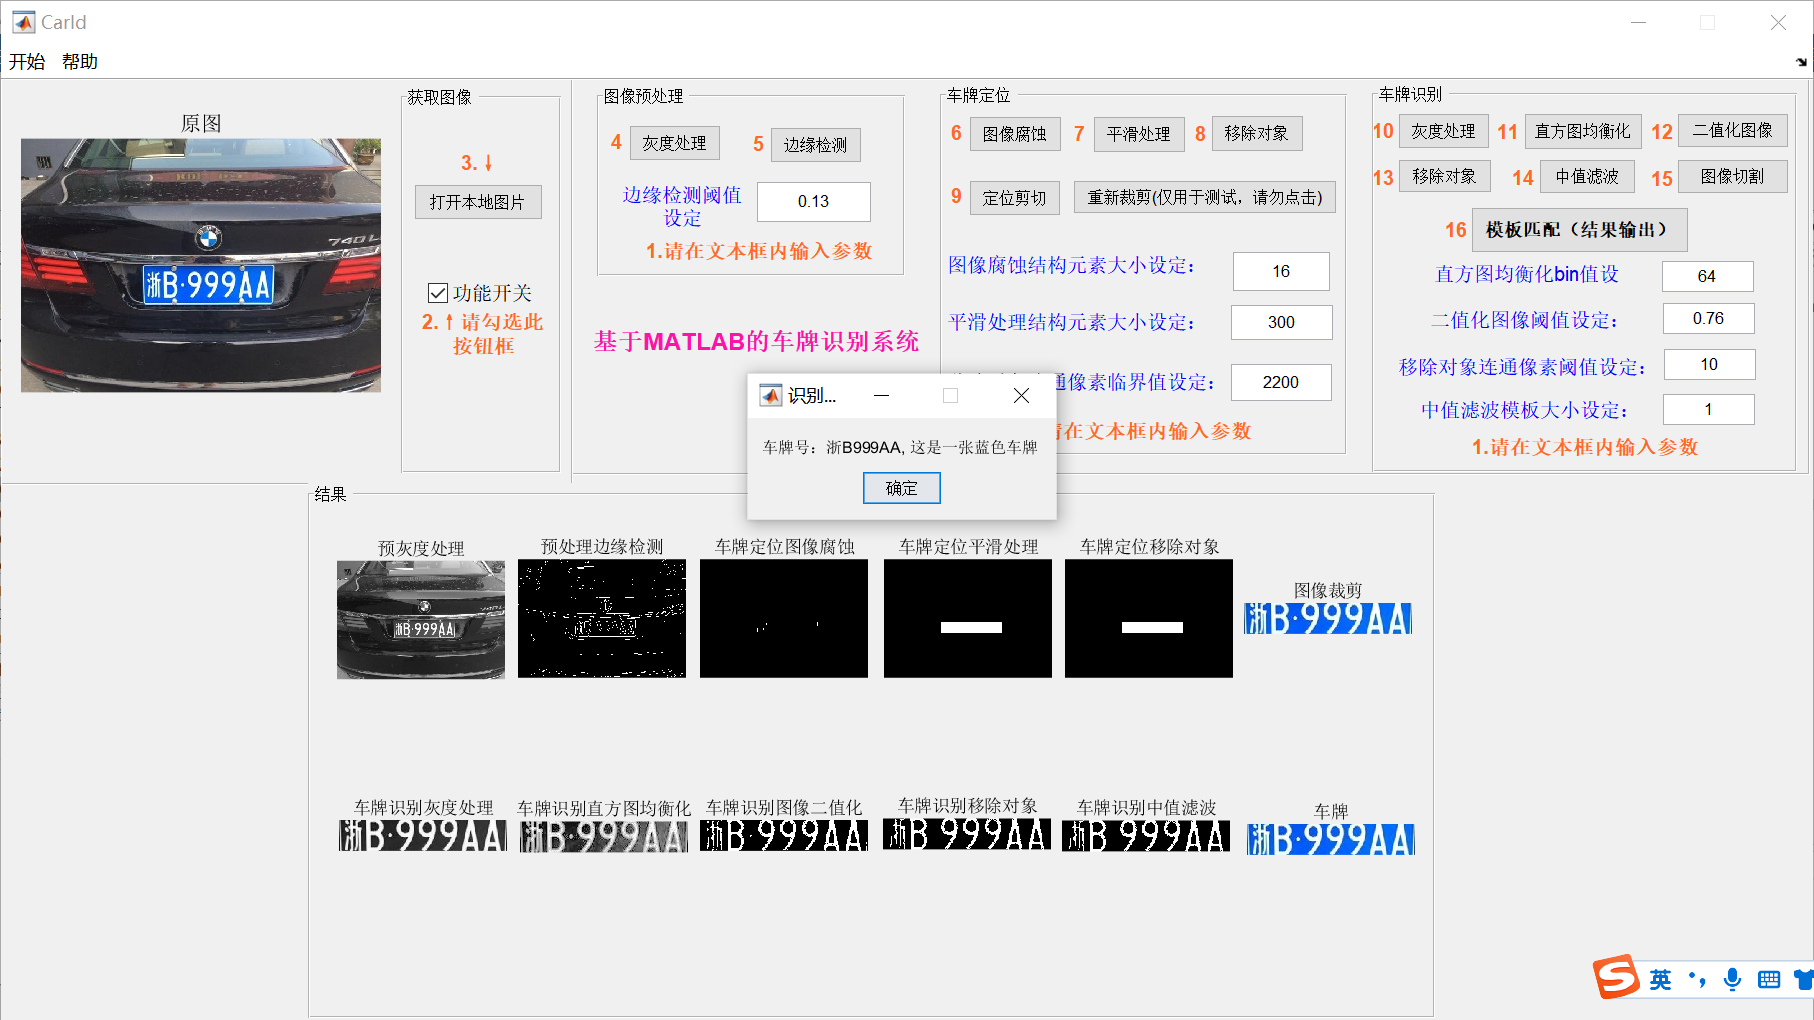 CarId
开始 帮助
原图
740L
浙B·999AA
获取图像
3.↓
打开本地图片
功能开关
2.↑请勾选此
按钮框
图像预处理
4 灰度处理 5 边缘检测
边缘检测阈值
设定
0.13
1.请在文本框内输入参数
基于MATLAB的车牌识别系统
车牌定位
6 图像腐蚀 7 平滑处理 8 移除对象
9 定位剪切 重新裁剪(仅用于测试，请勿点击)
图像腐蚀结构元素大小设定： 16
平滑处理结构元素大小设定： 300
通像素临界值设定： 2200
请在文本框内输入参数
车牌识别
10 灰度处理 11 直方图均衡化 12 二值化图像
13 移除对象 14 中值滤波 15 图像切割
16 模板匹配（结果输出）
直方图均衡化bin值设 64
二值化图像阈值设定： 0.76
移除对象连通像素阈值设定： 10
中值滤波模板大小设定： 1
1.请在文本框内输入参数
识别...
车牌号：浙B999AA, 这是一张蓝色车牌
确定
结果
预灰度处理
浙B·999AA
预处理边缘检测
车牌定位图像腐蚀
车牌定位平滑处理
车牌定位移除对象
图像裁剪
浙B·999AA
车牌识别灰度处理
浙B·999AA
车牌识别直方图均衡化
浙B·999AA
车牌识别图像二值化
浙B·999AA
车牌识别移除对象
浙B 999AA
车牌识别中值滤波
浙B 999AA
车牌
浙B·999AA
S 英